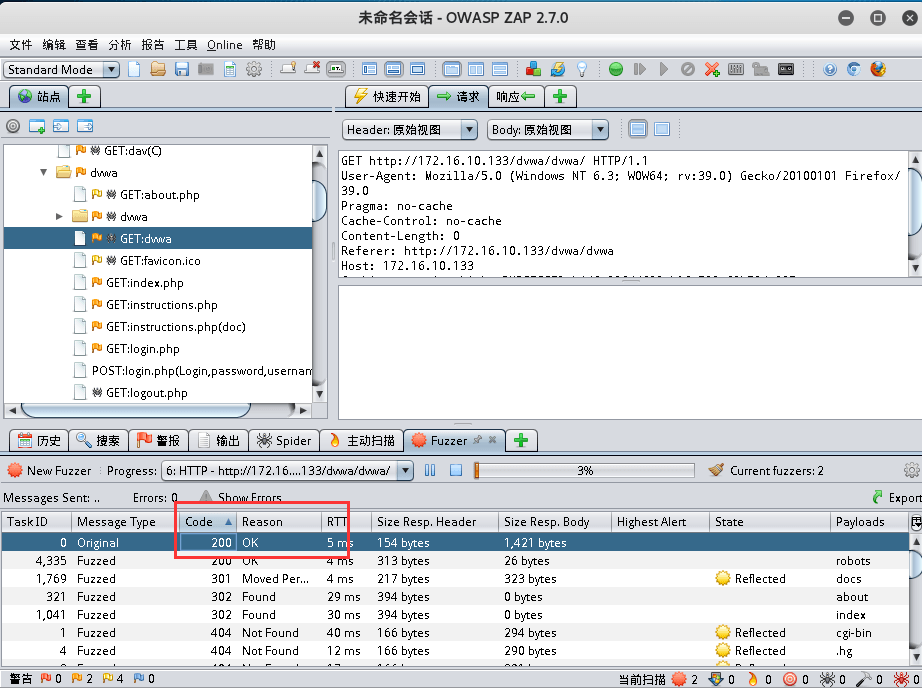 未命名会话 - OWASP ZAP 2.7.0
文件 编辑 查看 分析 报告 工具 Online 帮助
Standard Mode
站点
快速开始 请求 响应
Header: 原始视图 Body: 原始视图
GET:dav(C)
dvwa
GET:about.php
dvwa
GET:dvwa
GET:favicon.ico
GET:index.php
GET:instructions.php
GET:instructions.php(doc)
GET:login.php
POST:login.php(Login,password,usernam
GET:logout.php
GET http://172.16.10.133/dvwa/dvwa/ HTTP/1.1
User-Agent: Mozilla/5.0 (Windows NT 6.3; WOW64; rv:39.0) Gecko/20100101 Firefox/
39.0
Pragma: no-cache
Cache-Control: no-cache
Content-Length: 0
Referer: http://172.16.10.133/dvwa/dvwa
Host: 172.16.10.133
历史 搜索 警报 输出 Spider 主动扫描 Fuzzer
New Fuzzer Progress: 6: HTTP - http://172.16....133/dvwa/dvwa/ 3% Current fuzzers: 2
Messages Sent: .. Errors: 0 Show Errors Export
Task ID Message Type Code Reason RTT Size Resp. Header Size Resp. Body Highest Alert State Payloads
0 Original 200 OK 5 ms 154 bytes 1,421 bytes
4,335 Fuzzed 200 OK 4 ms 313 bytes 26 bytes robots
1,769 Fuzzed 301 Moved Per... 4 ms 217 bytes 323 bytes Reflected docs
321 Fuzzed 302 Found 29 ms 394 bytes 0 bytes about
1,041 Fuzzed 302 Found 30 ms 394 bytes 0 bytes index
1 Fuzzed 404 Not Found 40 ms 166 bytes 294 bytes Reflected cgi-bin
4 Fuzzed 404 Not Found 12 ms 166 bytes 290 bytes Reflected .hg
警告 0 2 4 0 当前扫描 2 0 0 0 0 0 0